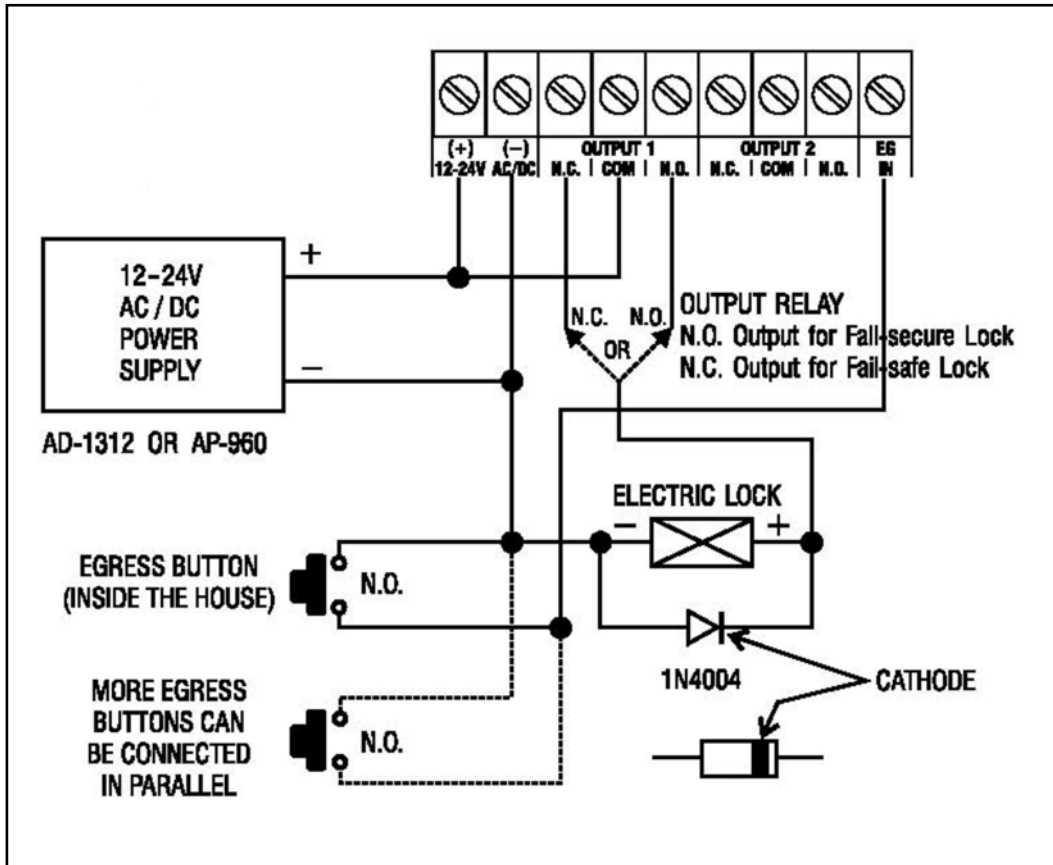 (+) (−) OUTPUT 1 OUTPUT 2 EG
12-24V AC/DC N.C. COM N.O. N.C. COM N.O. IN
12-24V
AC / DC
POWER
SUPPLY
+
−
AD-1312 OR AP-960
N.C. N.O.
OR
OUTPUT RELAY
N.O. Output for Fail-secure Lock
N.C. Output for Fail-safe Lock
ELECTRIC LOCK
− +
EGRESS BUTTON
(INSIDE THE HOUSE)
N.O.
1N4004
CATHODE
MORE EGRESS
BUTTONS CAN
BE CONNECTED
IN PARALLEL
N.O.